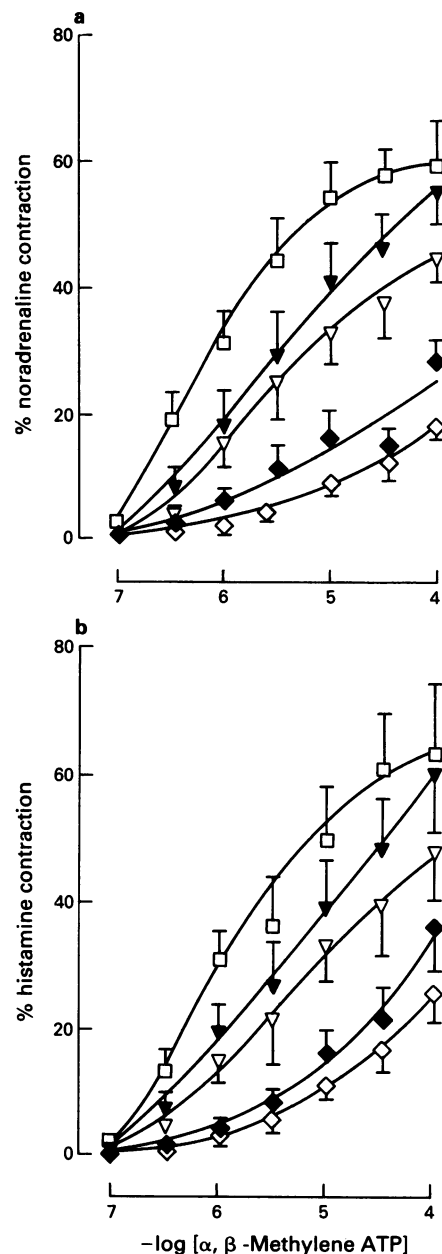 a
80
60
40
20
0
% noradrenaline contraction
7 6 5 4
b
80
60
40
20
0
% histamine contraction
7 6 5 4
−log [α, β -Methylene ATP]